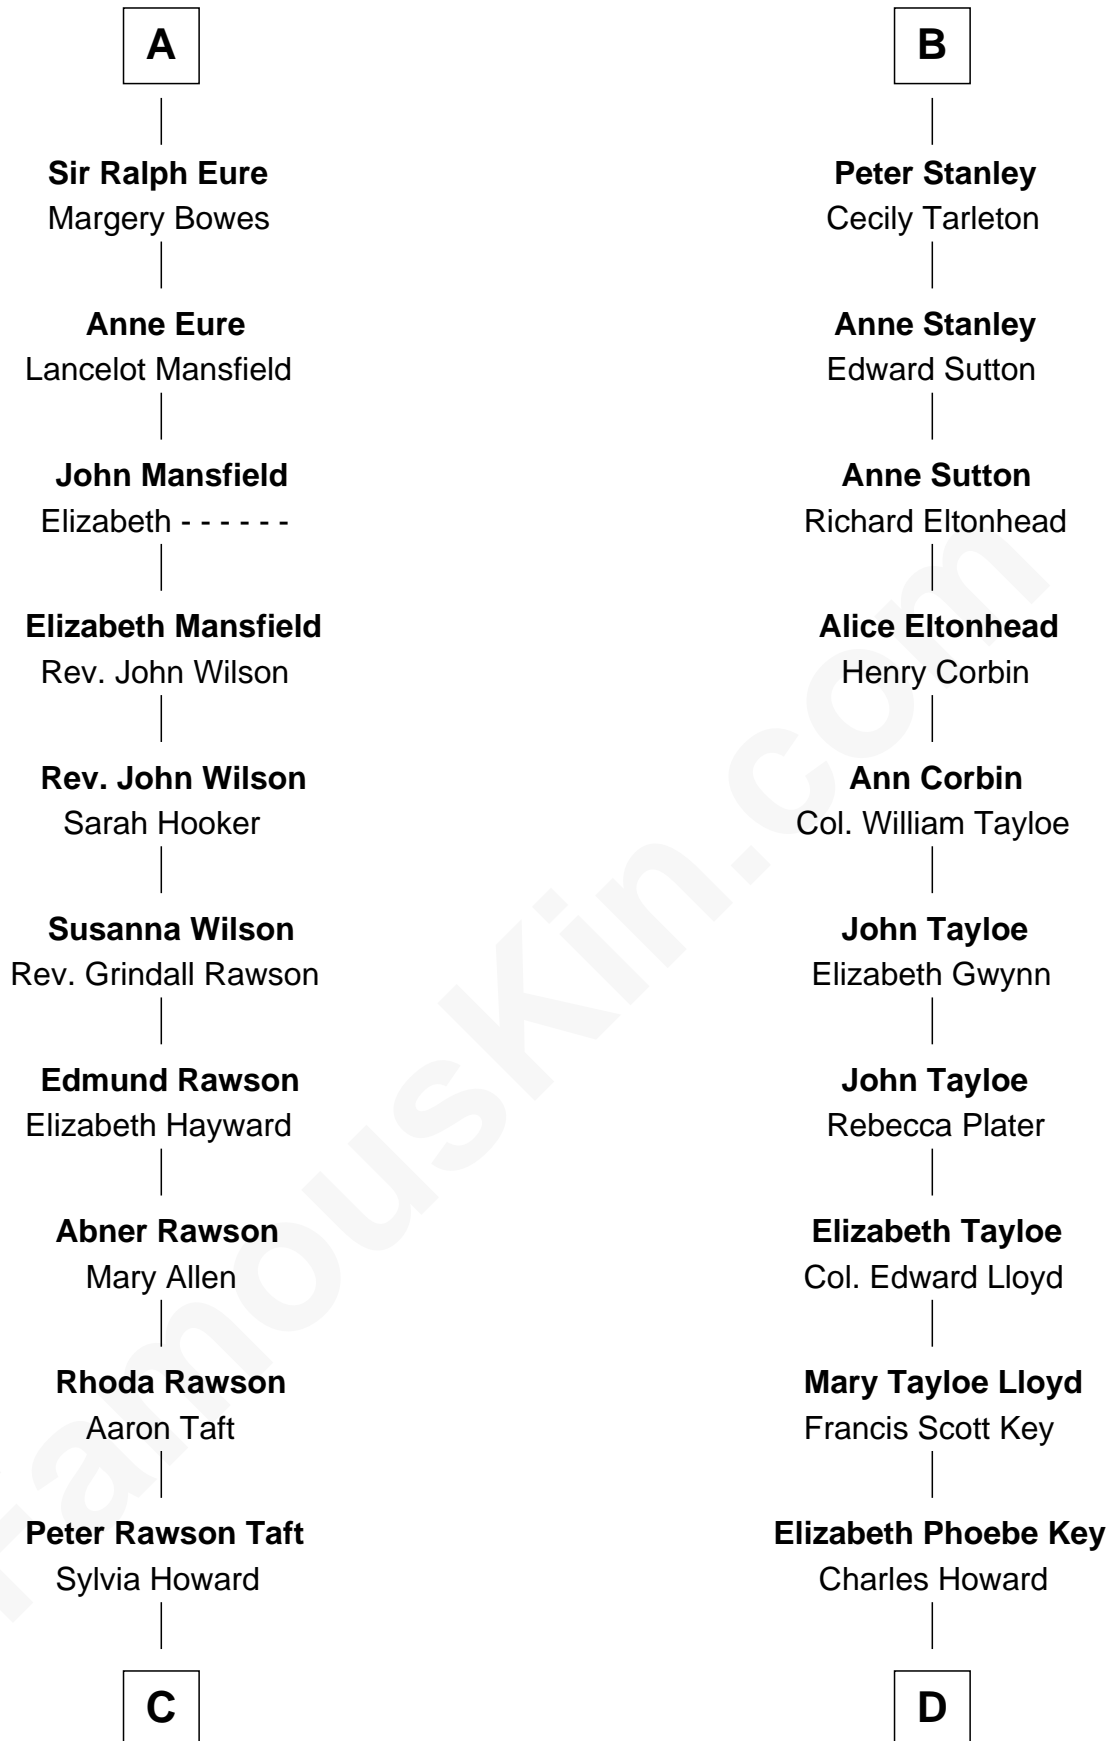 A
Sir Ralph Eure
Margery Bowes
Anne Eure
Lancelot Mansfield
John Mansfield
Elizabeth - - - - - -
Elizabeth Mansfield
Rev. John Wilson
Rev. John Wilson
Sarah Hooker
Susanna Wilson
Rev. Grindall Rawson
Edmund Rawson
Elizabeth Hayward
Abner Rawson
Mary Allen
Rhoda Rawson
Aaron Taft
Peter Rawson Taft
Sylvia Howard
C
B
Peter Stanley
Cecily Tarleton
Anne Stanley
Edward Sutton
Anne Sutton
Richard Eltonhead
Alice Eltonhead
Henry Corbin
Ann Corbin
Col. William Tayloe
John Tayloe
Elizabeth Gwynn
John Tayloe
Rebecca Plater
Elizabeth Tayloe
Col. Edward Lloyd
Mary Tayloe Lloyd
Francis Scott Key
Elizabeth Phoebe Key
Charles Howard
D
FamousKin.com